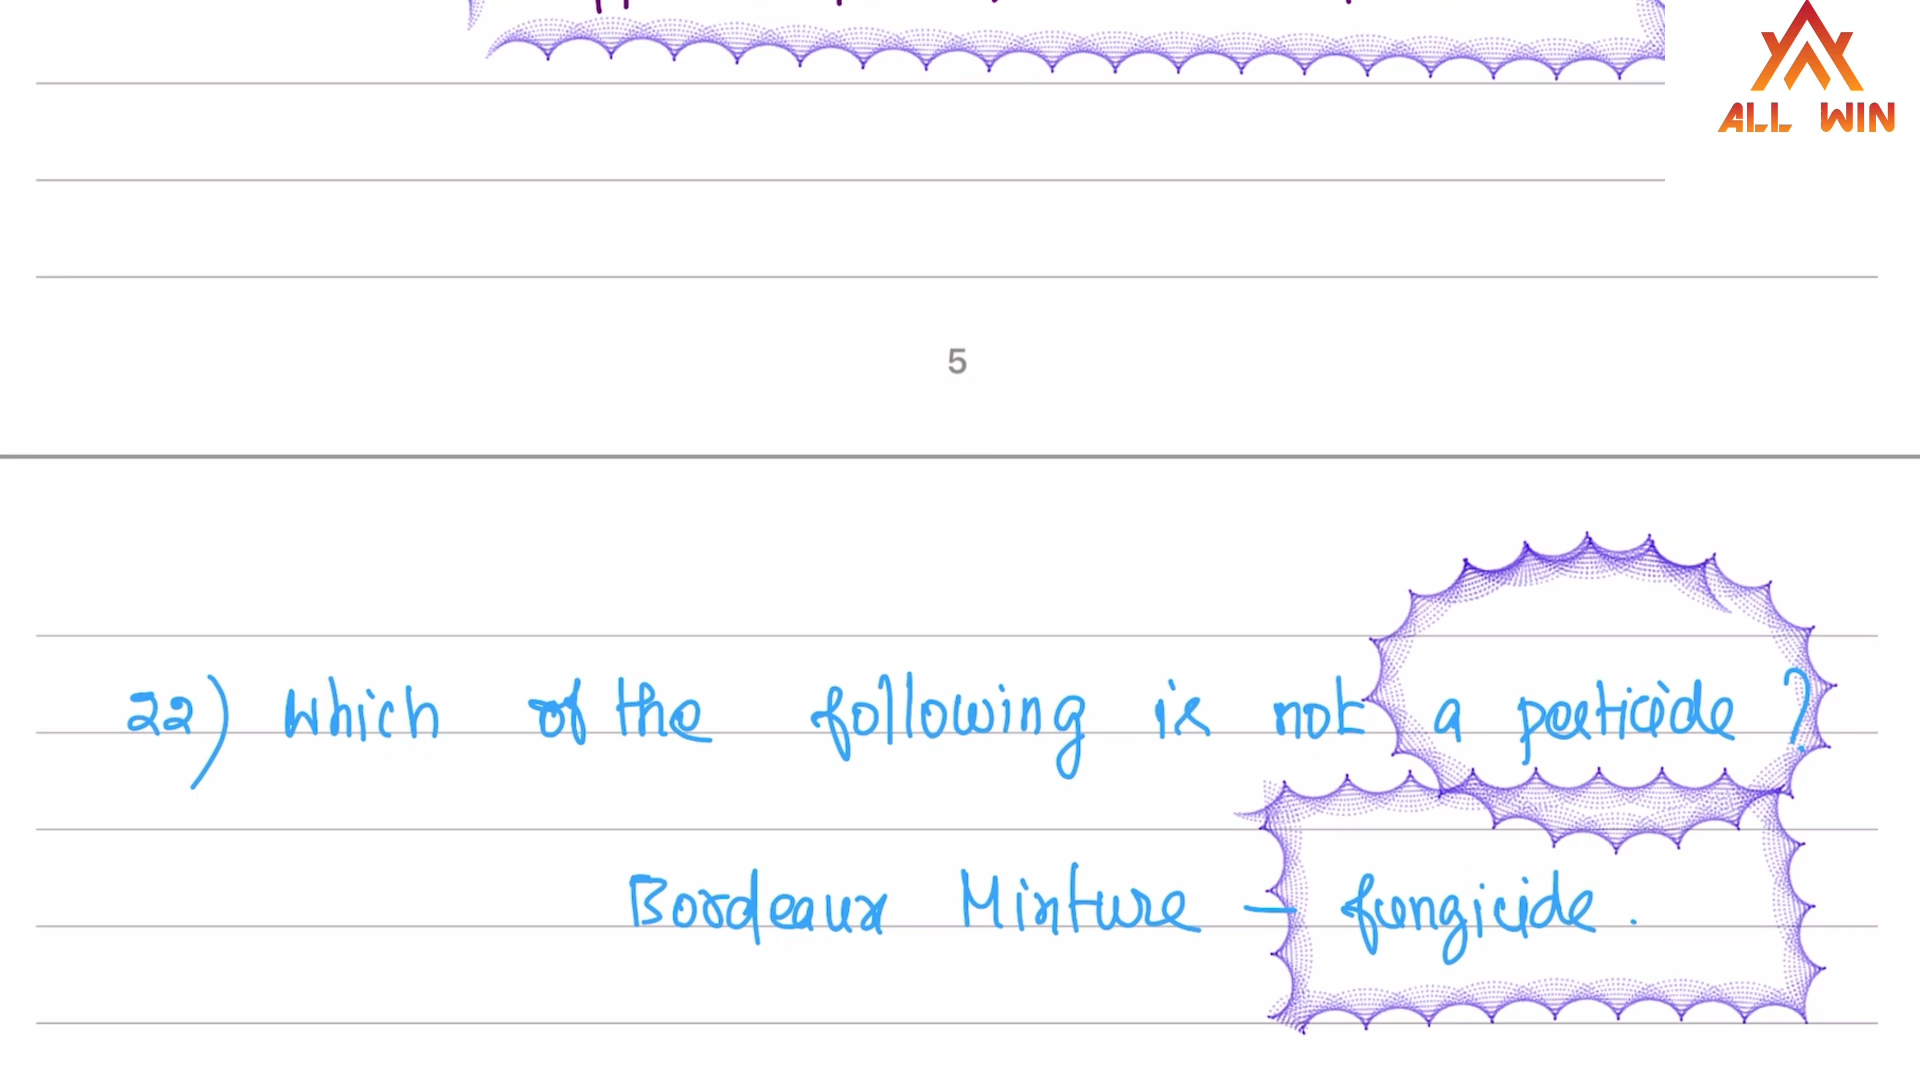 ALL WIN
5
22) Which of the following is not a pesticide ?
Bordeaux Mixture - fungicide.